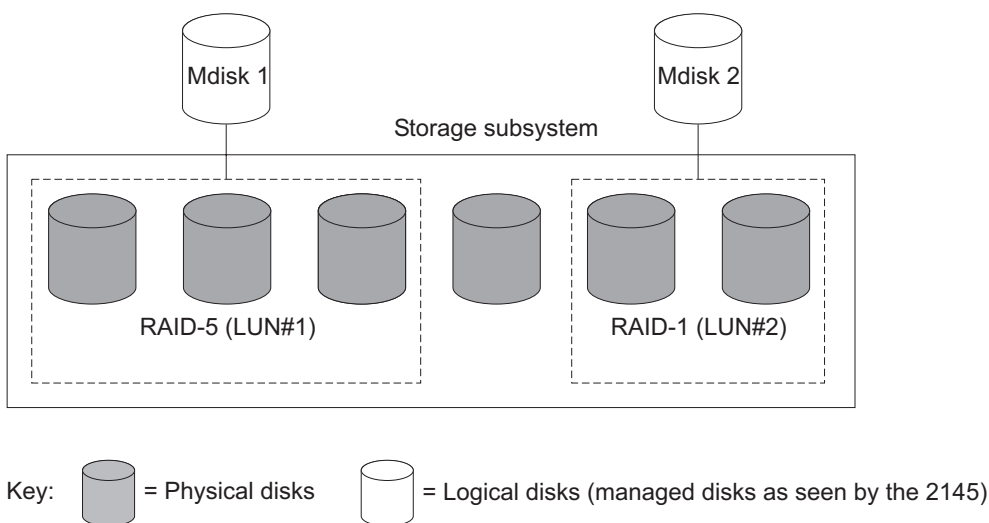 Mdisk 1
Mdisk 2
Storage subsystem
RAID-5 (LUN#1)
RAID-1 (LUN#2)
Key:
= Physical disks
= Logical disks (managed disks as seen by the 2145)